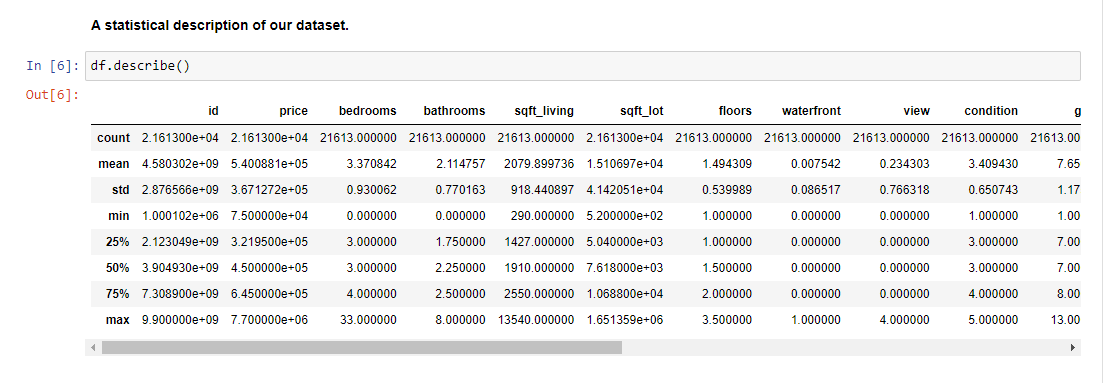 A statistical description of our dataset.
In [6]: df.describe()
Out[6]:
id price bedrooms bathrooms sqft_living sqft_lot floors waterfront view condition g
count 2.161300e+04 2.161300e+04 21613.000000 21613.000000 21613.000000 2.161300e+04 21613.000000 21613.000000 21613.000000 21613.000000 21613.00
mean 4.580302e+09 5.400881e+05 3.370842 2.114757 2079.899736 1.510697e+04 1.494309 0.007542 0.234303 3.409430 7.65
std 2.876566e+09 3.671272e+05 0.930062 0.770163 918.440897 4.142051e+04 0.539989 0.086517 0.766318 0.650743 1.17
min 1.000102e+06 7.500000e+04 0.000000 0.000000 290.000000 5.200000e+02 1.000000 0.000000 0.000000 1.000000 1.00
25% 2.123049e+09 3.219500e+05 3.000000 1.750000 1427.000000 5.040000e+03 1.000000 0.000000 0.000000 3.000000 7.00
50% 3.904930e+09 4.500000e+05 3.000000 2.250000 1910.000000 7.618000e+03 1.500000 0.000000 0.000000 3.000000 7.00
75% 7.308900e+09 6.450000e+05 4.000000 2.500000 2550.000000 1.068800e+04 2.000000 0.000000 0.000000 4.000000 8.00
max 9.900000e+09 7.700000e+06 33.000000 8.000000 13540.000000 1.651359e+06 3.500000 1.000000 4.000000 5.000000 13.00